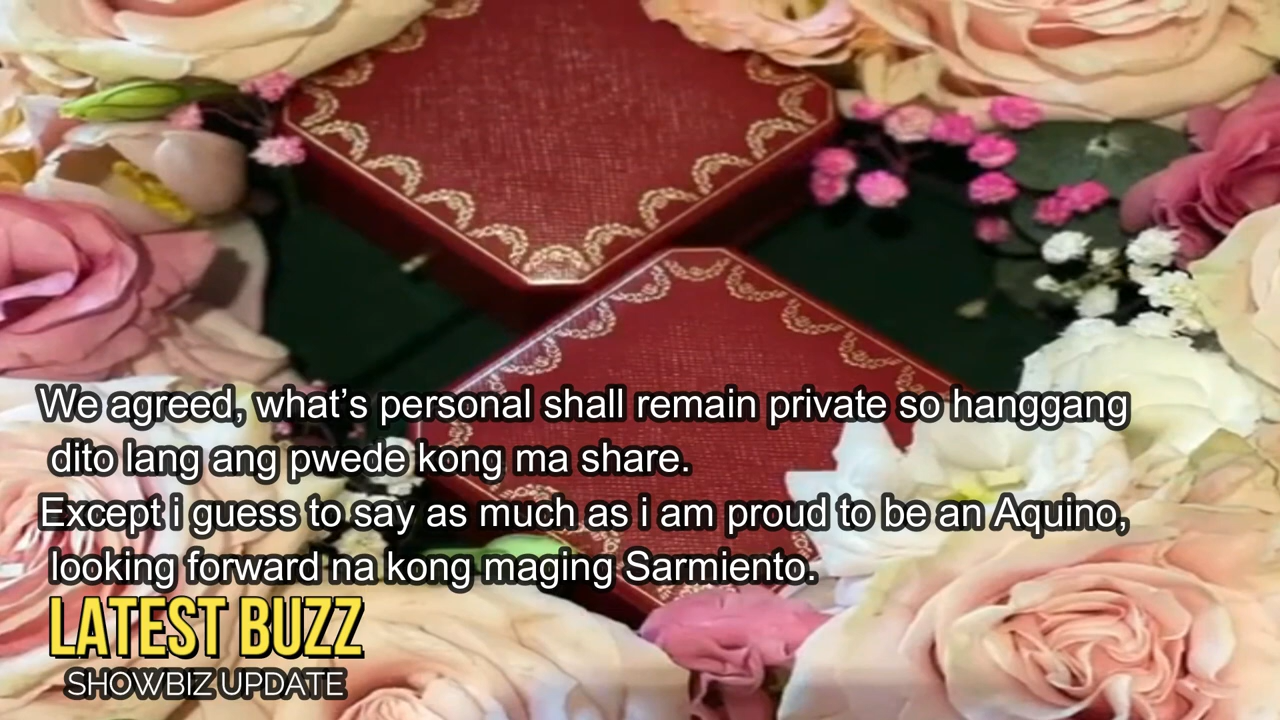 We agreed, what’s personal shall remain private so hanggang
dito lang ang pwede kong ma share.
Except i guess to say as much as i am proud to be an Aquino,
looking forward na kong maging Sarmiento.
LATEST BUZZ
SHOWBIZ UPDATE